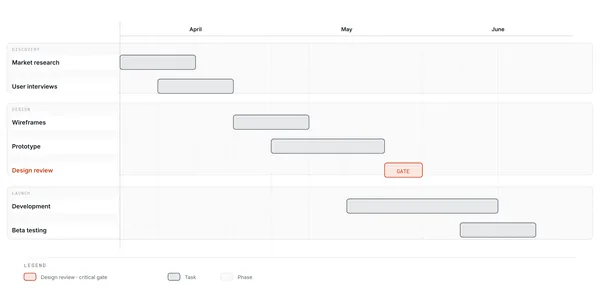 April May June
DISCOVERY
Market research
User interviews
DESIGN
Wireframes
Prototype
Design review GATE
LAUNCH
Development
Beta testing
LEGEND
Design review · critical gate Task Phase